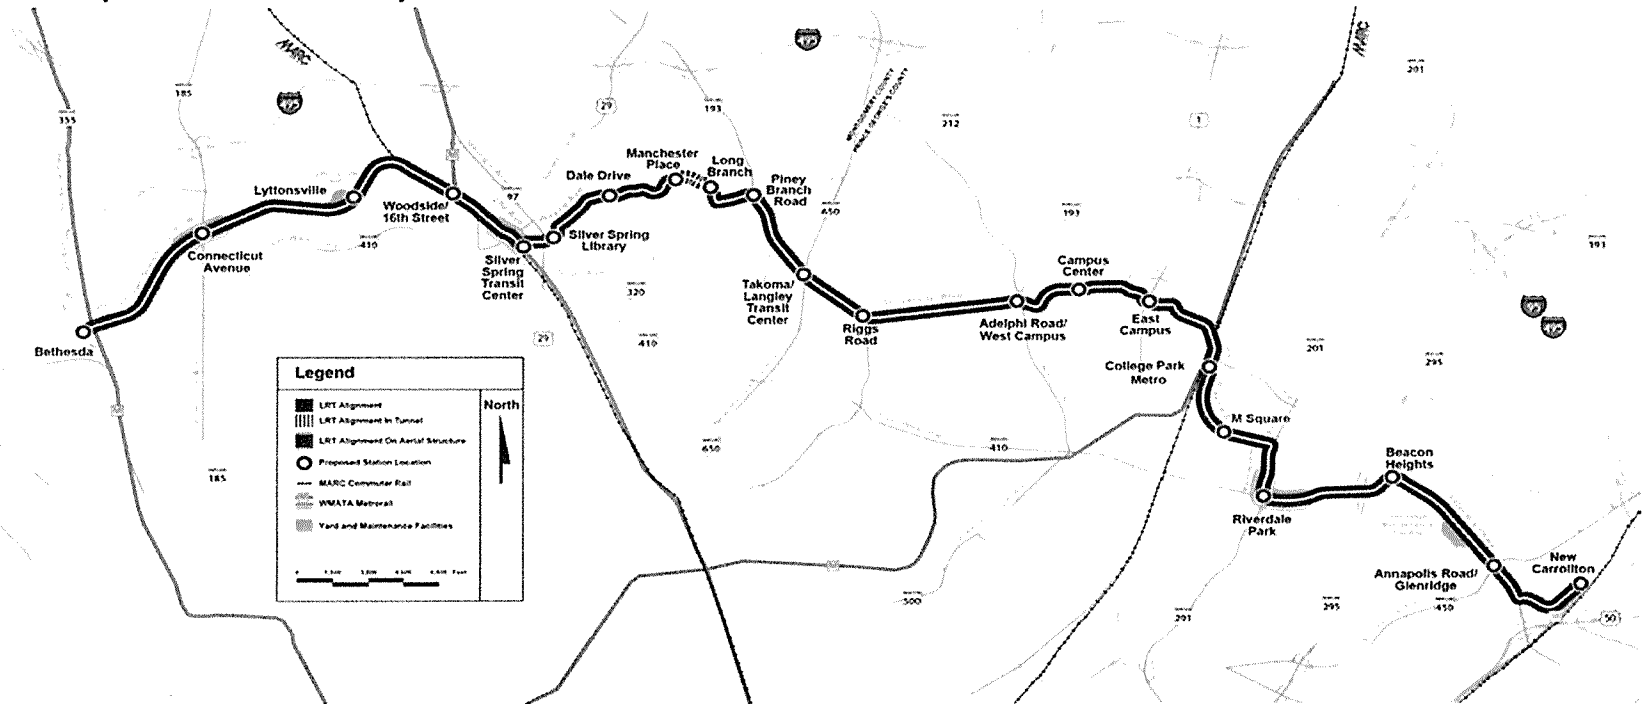 MARC
MARC
355
185
29
193
MONTGOMERY COUNTY
PRINCE GEORGE'S COUNTY
212
1
201
Manchester
Place
Long
Branch
Dale Drive
Piney
Branch
Road
Lyttonsville
Woodside/
16th Street
97
650
193
193
410
Connecticut
Avenue
Silver Spring
Library
Silver
Spring
Transit
Center
320
Takoma/
Langley
Transit
Center
Campus
Center
Riggs
Road
Adelphi Road/
West Campus
East
Campus
Bethesda
29
410
201
295
College Park
Metro
Legend
LRT Alignment
LRT Alignment In Tunnel
LRT Alignment On Aerial Structure
Proposed Station Location
MARC Commuter Rail
WMATA Metrorail
Yard and Maintenance Facilities
North
M Square
650
410
185
Beacon
Heights
Riverdale
Park
New
Carrollton
Annapolis Road/
Glenridge
500
201
295
450
50